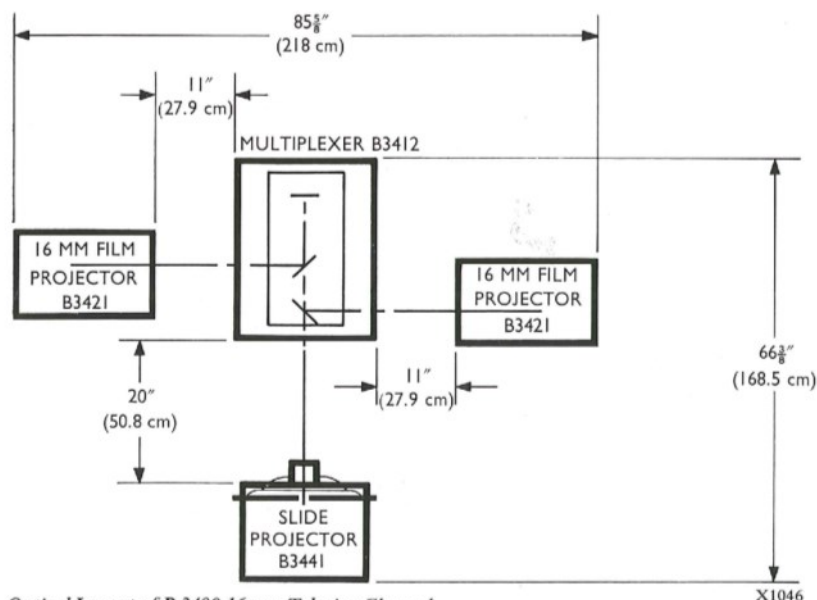 85⅝"
(218 cm)
11"
(27.9 cm)
MULTIPLEXER B3412
16 MM FILM
PROJECTOR
B3421
16 MM FILM
PROJECTOR
B3421
66⅜"
(168.5 cm)
11"
(27.9 cm)
20"
(50.8 cm)
SLIDE
PROJECTOR
B3441
X1046